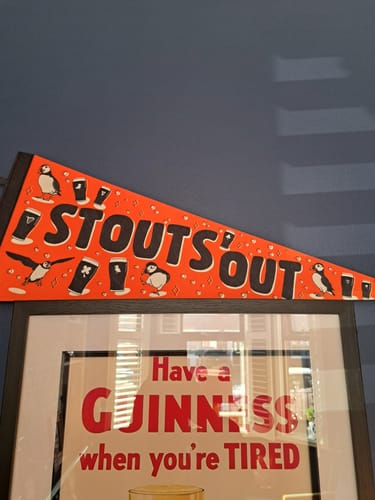 STOUTS' OUT
Have a
GUINNESS
when you're TIRED